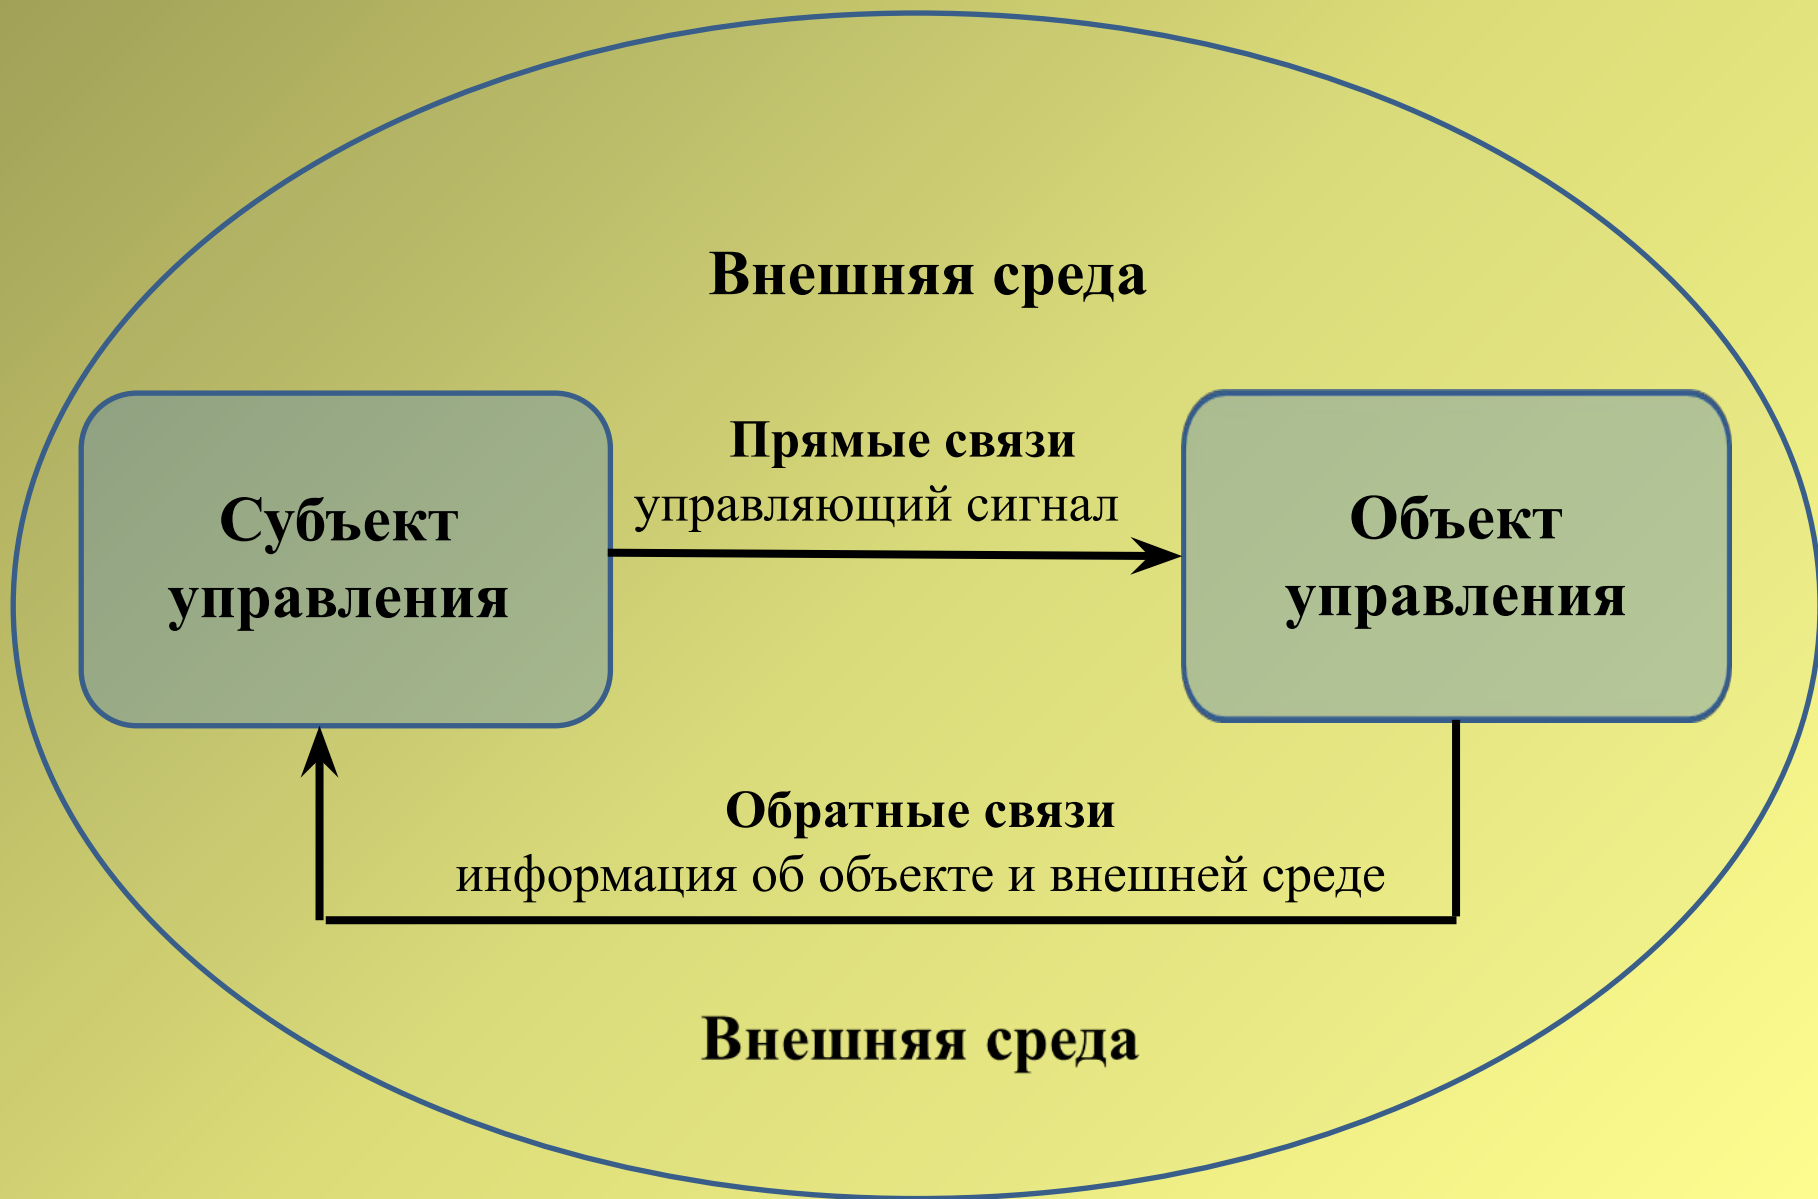 Внешняя среда
Субъект
управления
Прямые связи
управляющий сигнал
Объект
управления
Обратные связи
информация об объекте и внешней среде
Внешняя среда